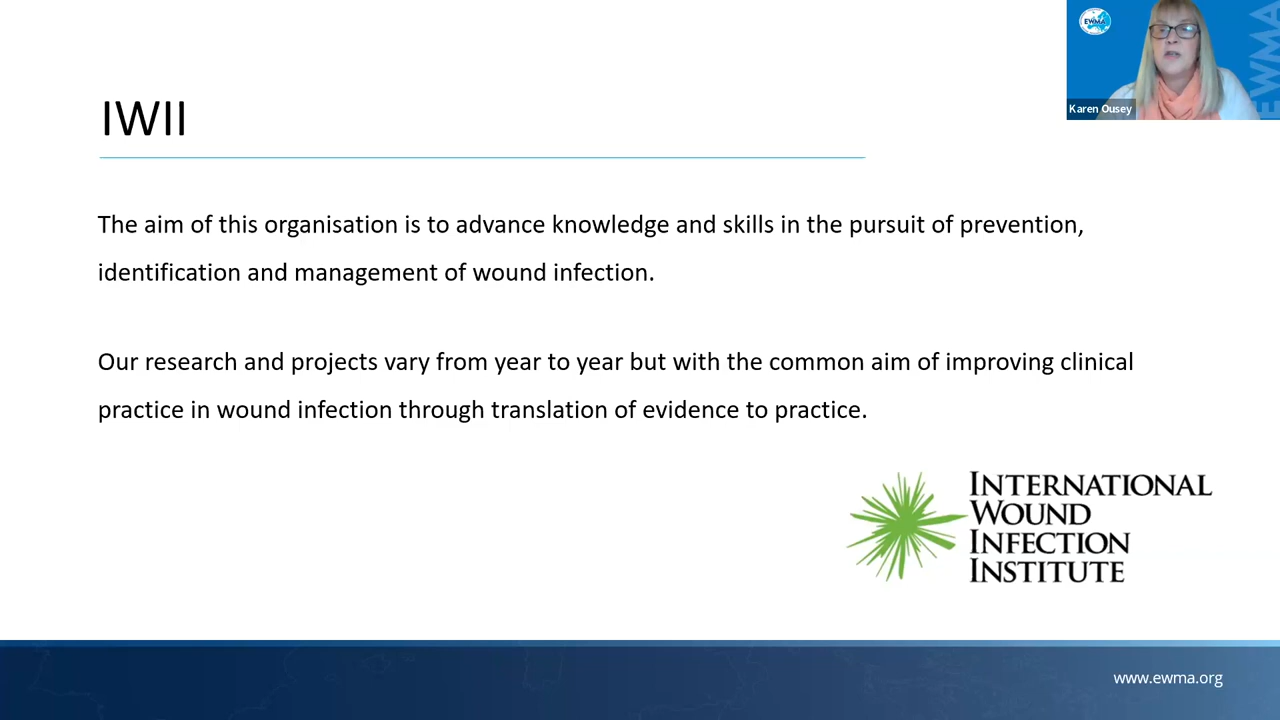 EWMA
EWMA
Karen Ousey
IWII
The aim of this organisation is to advance knowledge and skills in the pursuit of prevention,
identification and management of wound infection.
Our research and projects vary from year to year but with the common aim of improving clinical
practice in wound infection through translation of evidence to practice.
INTERNATIONAL
WOUND
INFECTION
INSTITUTE
www.ewma.org